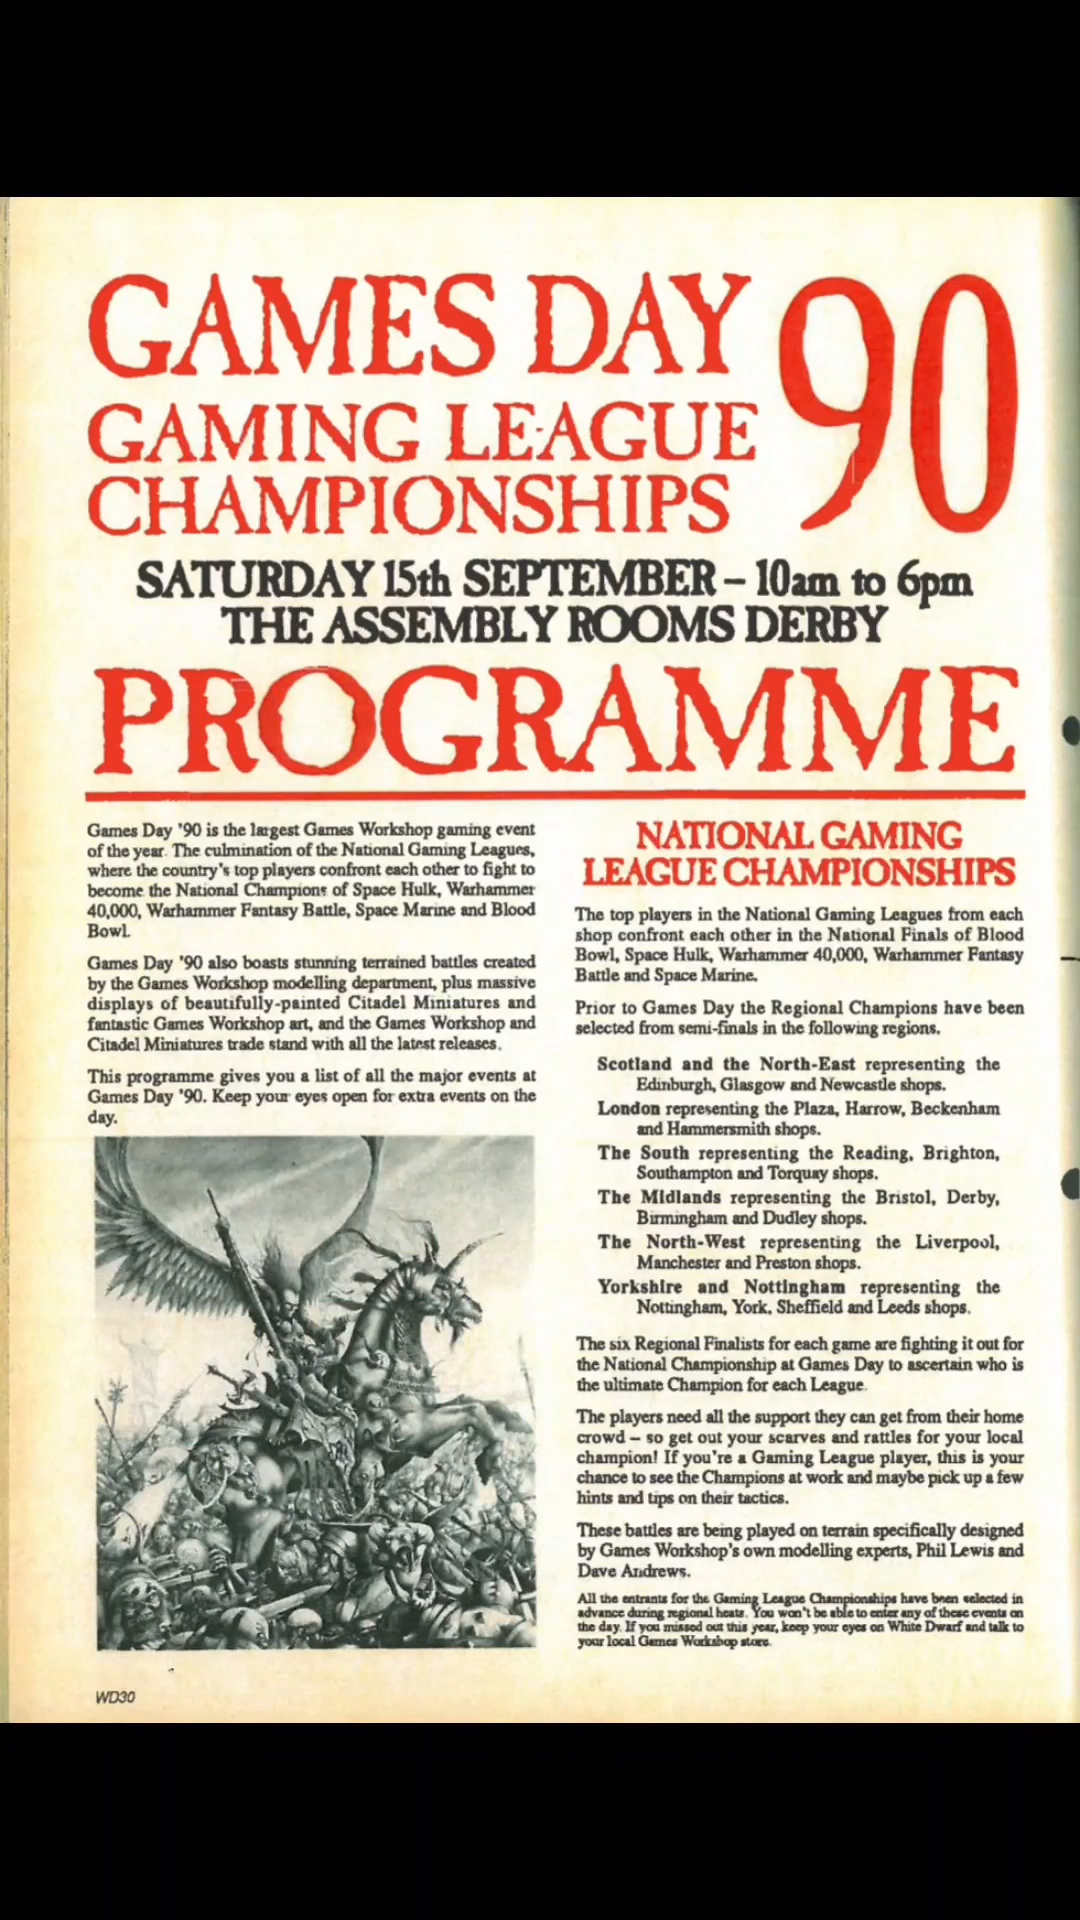 GAMES DAY 90
GAMING LEAGUE
CHAMPIONSHIPS
SATURDAY 15th SEPTEMBER – 10am to 6pm
THE ASSEMBLY ROOMS DERBY
PROGRAMME
Games Day '90 is the largest Games Workshop gaming event
of the year. The culmination of the National Gaming Leagues,
where the country's top players confront each other to fight to
become the National Champions of Space Hulk, Warhammer
40,000, Warhammer Fantasy Battle, Space Marine and Blood
Bowl.
Games Day '90 also boasts stunning terrained battles created
by the Games Workshop modelling department, plus massive
displays of beautifully-painted Citadel Miniatures and
fantastic Games Workshop art, and the Games Workshop and
Citadel Miniatures trade stand with all the latest releases.
This programme gives you a list of all the major events at
Games Day '90. Keep your eyes open for extra events on the
day.
NATIONAL GAMING
LEAGUE CHAMPIONSHIPS
The top players in the National Gaming Leagues from each
shop confront each other in the National Finals of Blood
Bowl, Space Hulk, Warhammer 40,000, Warhammer Fantasy
Battle and Space Marine.
Prior to Games Day the Regional Champions have been
selected from semi-finals in the following regions.
Scotland and the North-East representing the
Edinburgh, Glasgow and Newcastle shops.
London representing the Plaza, Harrow, Beckenham
and Hammersmith shops.
The South representing the Reading, Brighton,
Southampton and Torquay shops.
The Midlands representing the Bristol, Derby,
Birmingham and Dudley shops.
The North-West representing the Liverpool,
Manchester and Preston shops.
Yorkshire and Nottingham representing the
Nottingham, York, Sheffield and Leeds shops.
The six Regional Finalists for each game are fighting it out for
the National Championship at Games Day to ascertain who is
the ultimate Champion for each League.
The players need all the support they can get from their home
crowd – so get out your scarves and rattles for your local
champion! If you're a Gaming League player, this is your
chance to see the Champions at work and maybe pick up a few
hints and tips on their tactics.
These battles are being played on terrain specifically designed
by Games Workshop's own modelling experts, Phil Lewis and
Dave Andrews.
All the entrants for the Gaming League Championships have been selected in
advance during regional heats. You won't be able to enter any of these events on
the day. If you missed out this year, keep your eyes on White Dwarf and talk to
your local Games Workshop store.
WD30